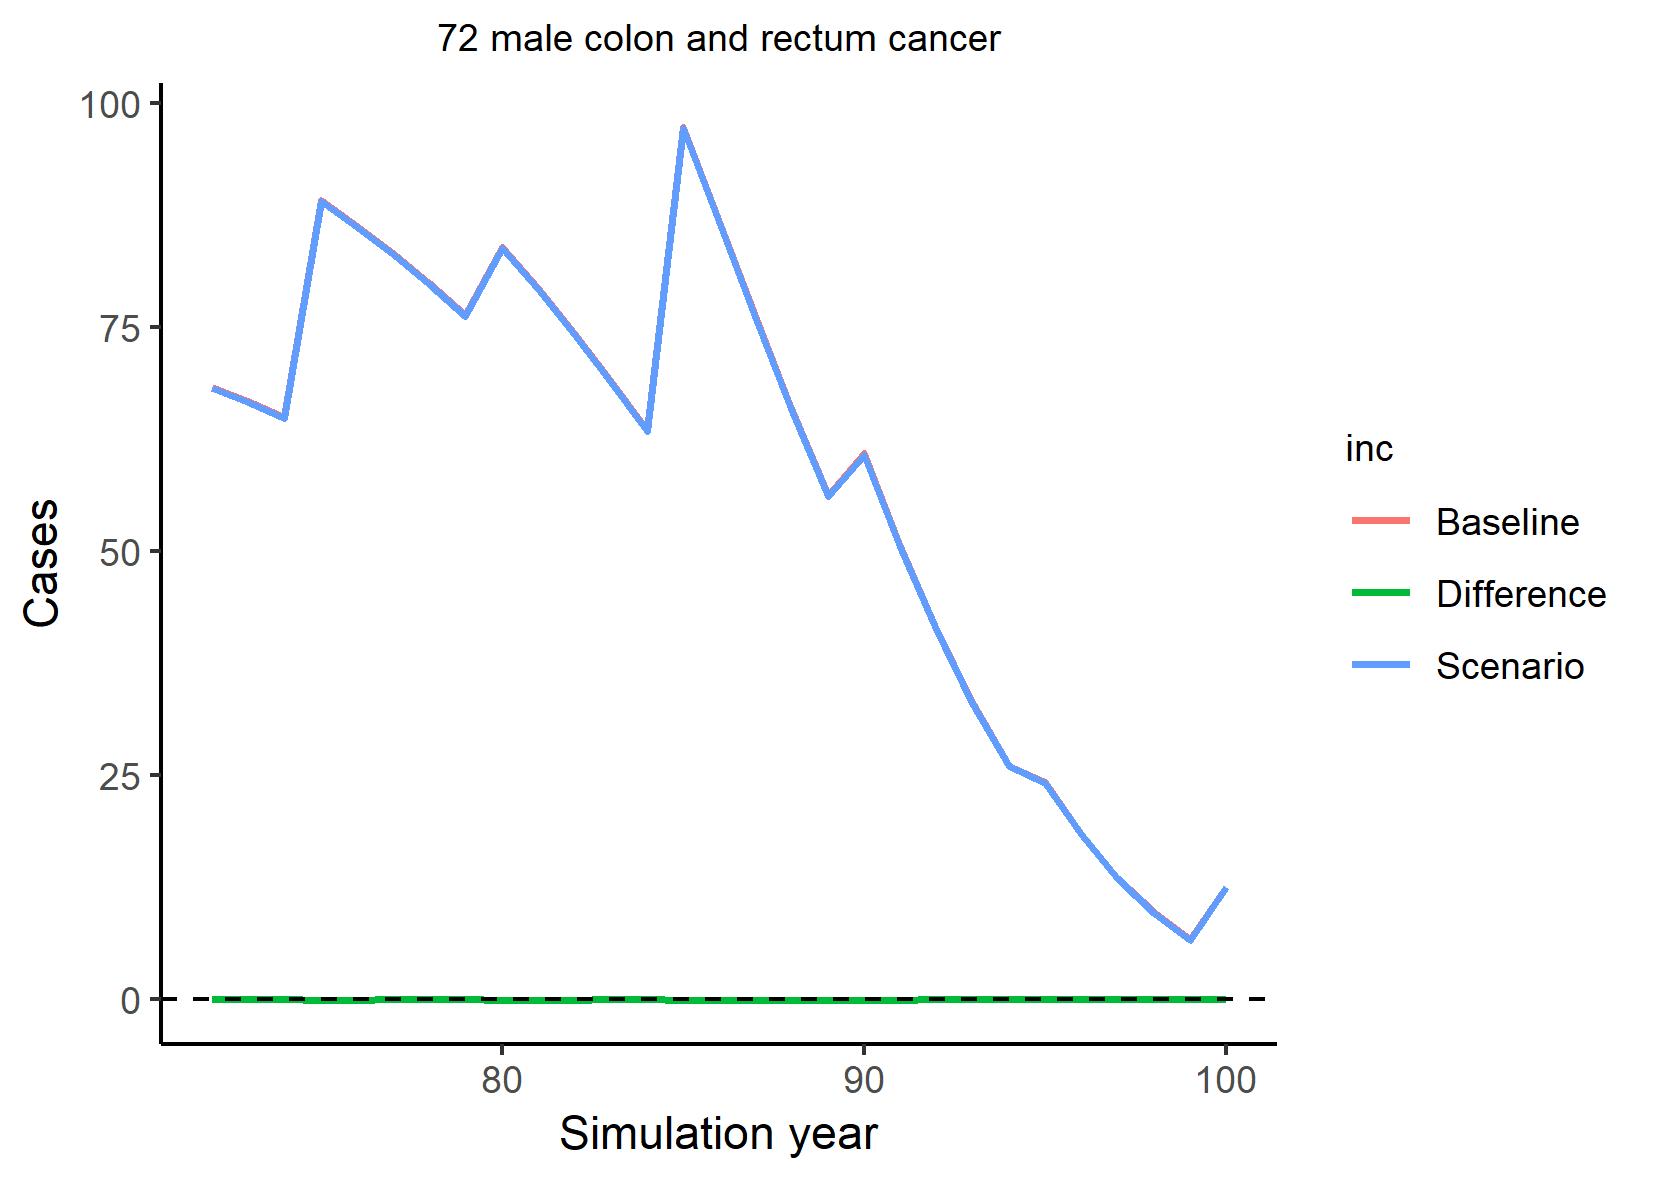 72 male colon and rectum cancer
100
75
50
25
0
Cases
80
90
100
Simulation year
inc
Baseline
Difference
Scenario